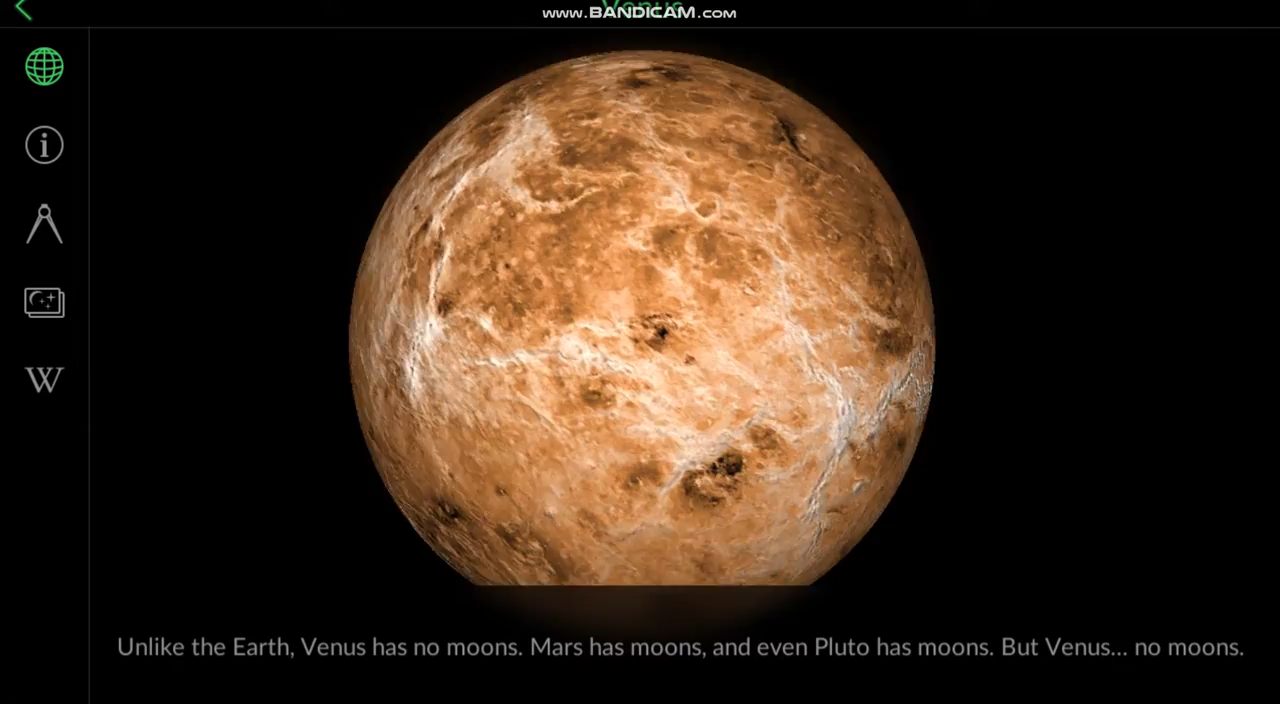 www.BANDICAM.com
Venus
W
Unlike the Earth, Venus has no moons. Mars has moons, and even Pluto has moons. But Venus... no moons.